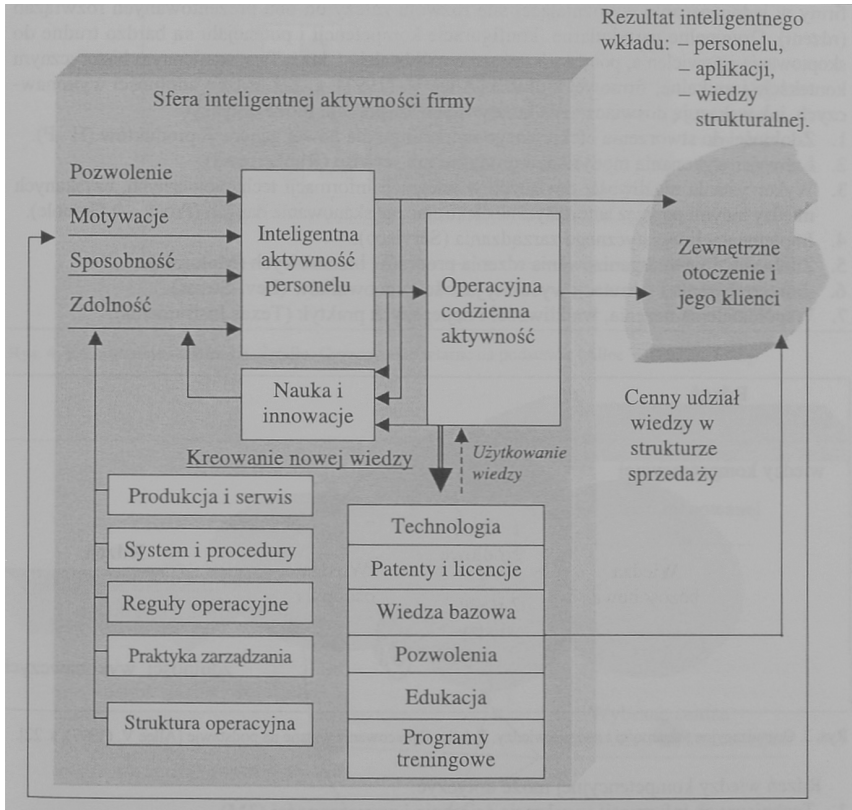 Rezultat inteligentnego
wkładu: – personelu,
– aplikacji,
– wiedzy
strukturalnej.
Sfera inteligentnej aktywności firmy
Pozwolenie
Motywacje
Sposobność
Zdolność
Inteligentna
aktywność
personelu
Operacyjna
codzienna
aktywność
Zewnętrzne
otoczenie i
jego klienci
Nauka i
innowacje
Kreowanie nowej wiedzy
Użytkowanie
wiedzy
Cenny udział
wiedzy w
strukturze
sprzedaży
Produkcja i serwis
System i procedury
Reguły operacyjne
Praktyka zarządzania
Struktura operacyjna
Technologia
Patenty i licencje
Wiedza bazowa
Pozwolenia
Edukacja
Programy
treningowe